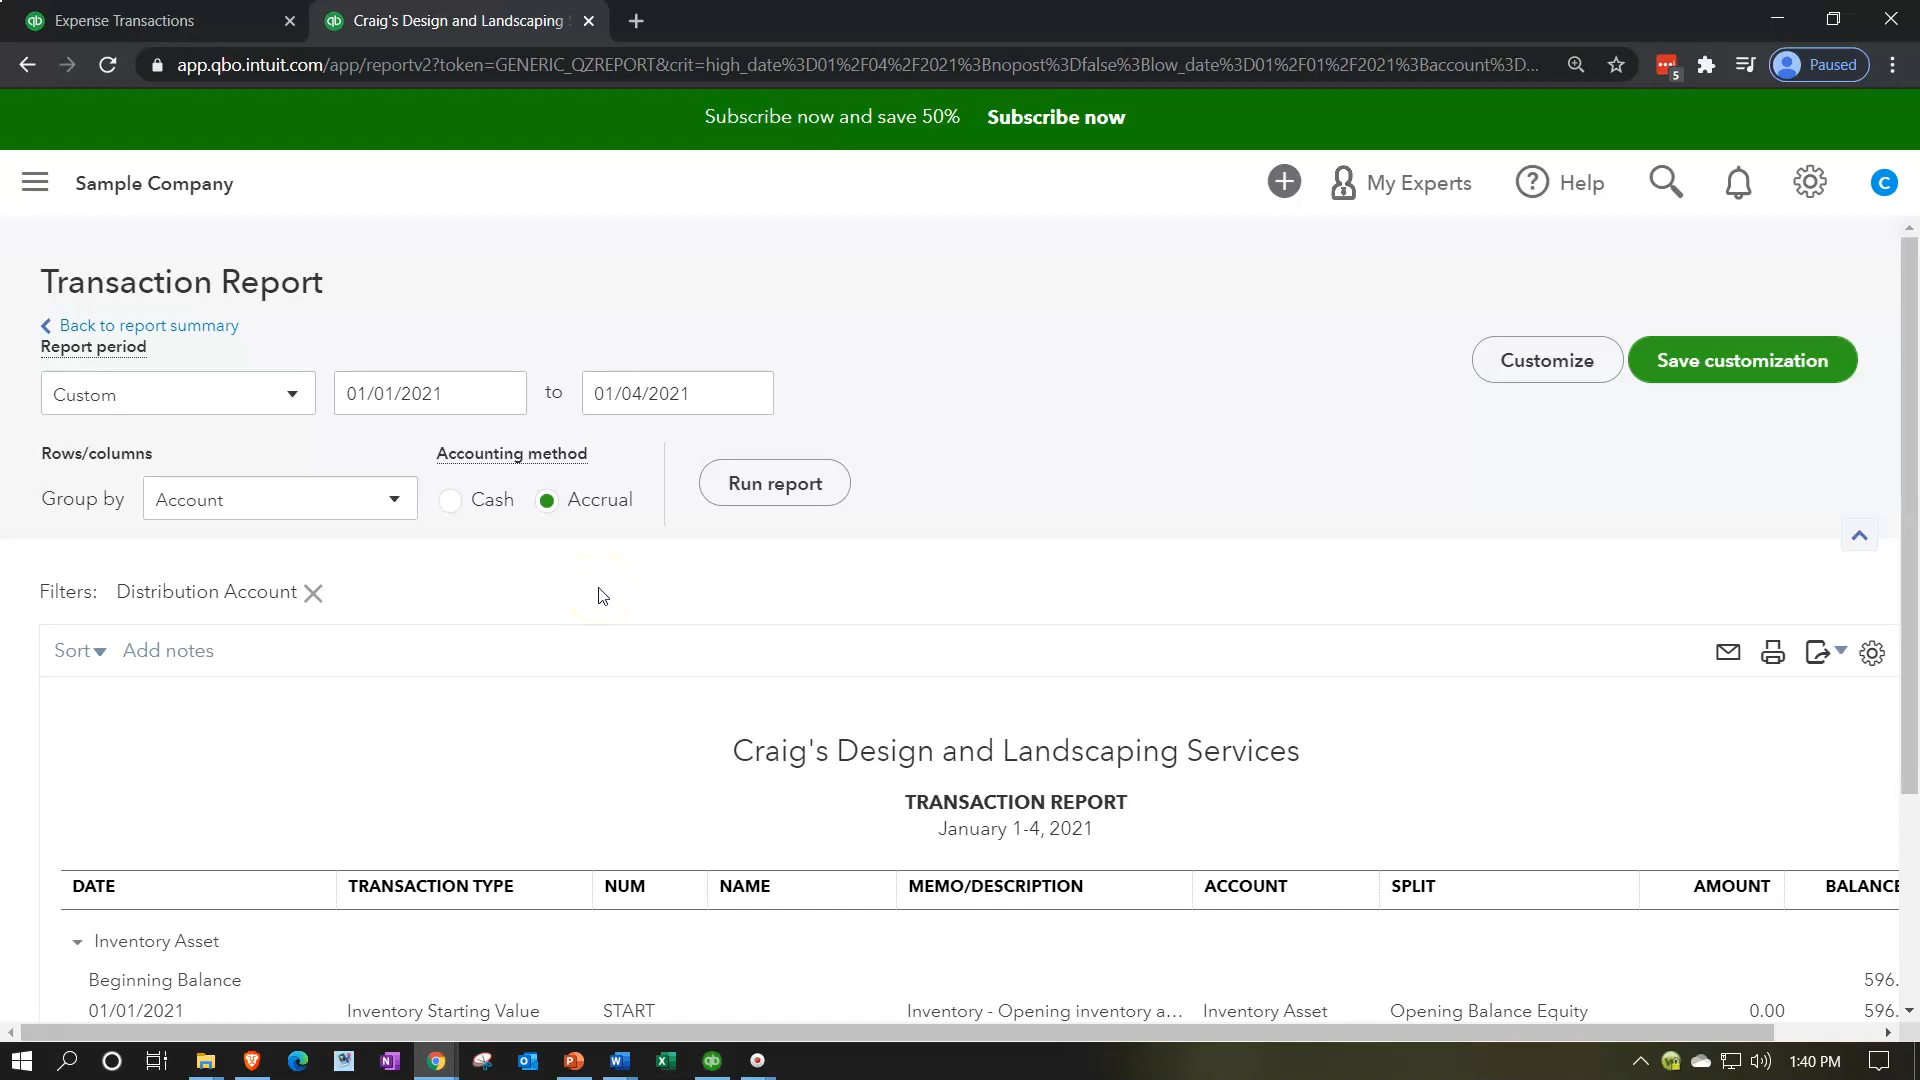 Expense Transactions
Craig's Design and Landscaping
app.qbo.intuit.com/app/reportv2?token=GENERIC_QZREPORT&crit=high_date%3D01%2F04%2F2021%3Bnopost%3Dfalse%3Blow_date%3D01%2F01%2F2021%3Baccount%3D...
5
Paused
Subscribe now and save 50% Subscribe now
Sample Company
My Experts
Help
C
Transaction Report
Back to report summary
Report period
Custom
01/01/2021 to 01/04/2021
Customize
Save customization
Rows/columns
Accounting method
Group by Account
Cash Accrual
Run report
Filters: Distribution Account
Sort Add notes
Craig's Design and Landscaping Services
TRANSACTION REPORT
January 1-4, 2021
DATE TRANSACTION TYPE NUM NAME MEMO/DESCRIPTION ACCOUNT SPLIT AMOUNT BALANCE
Inventory Asset
Beginning Balance 596.
01/01/2021 Inventory Starting Value START Inventory - Opening inventory a... Inventory Asset Opening Balance Equity 0.00 596.
1:40 PM